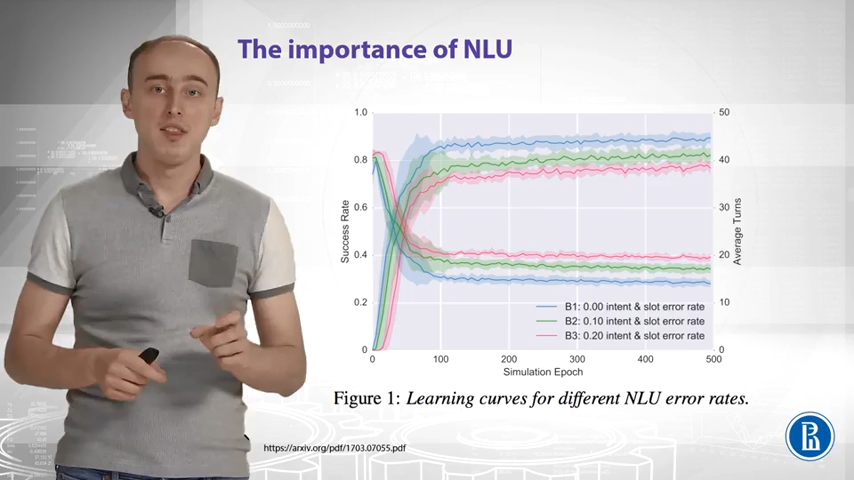 The importance of NLU
1.0
0.8
0.6
0.4
0.2
0
Success Rate
50
40
30
20
10
0
Average Turns
B1: 0.00 intent & slot error rate
B2: 0.10 intent & slot error rate
B3: 0.20 intent & slot error rate
0 100 200 300 400 500
Simulation Epoch
Figure 1: Learning curves for different NLU error rates.
https://arxiv.org/pdf/1703.07055.pdf